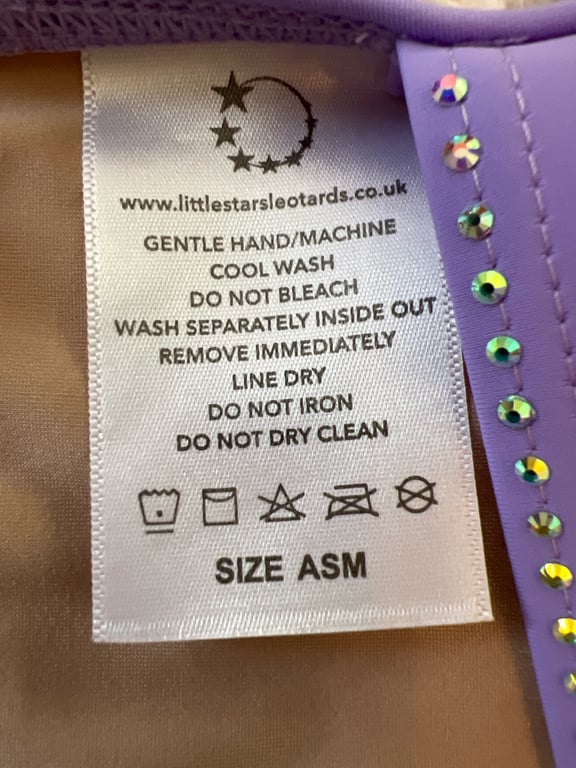 www.littlestarsleotards.co.uk
GENTLE HAND/MACHINE
COOL WASH
DO NOT BLEACH
WASH SEPARATELY INSIDE OUT
REMOVE IMMEDIATELY
LINE DRY
DO NOT IRON
DO NOT DRY CLEAN
SIZE ASM